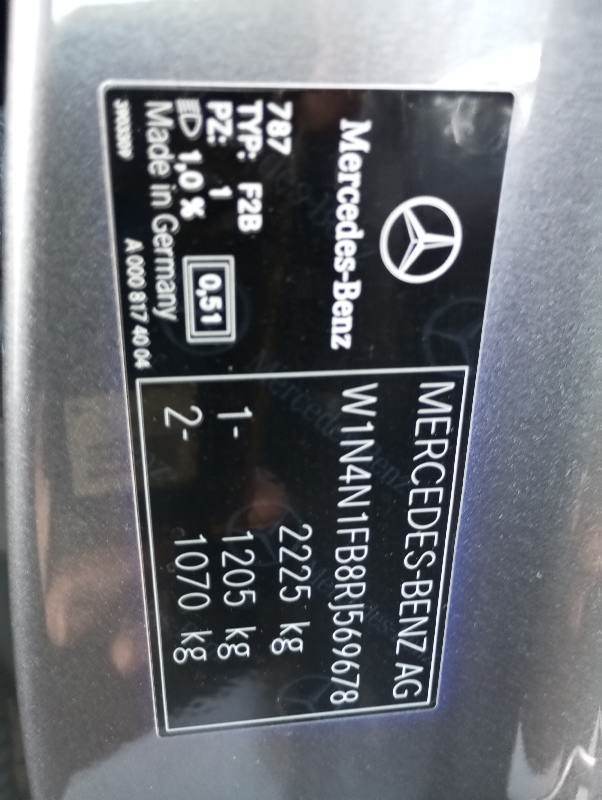 Mercedes-Benz
787
TYP: F2B
PZ: 1
1,0 %
0,51
Made in Germany
A 000 817 40 04
MERCEDES-BENZ AG
W1N4N1FB8RJ569678
2225 kg
1- 1205 kg
2- 1070 kg